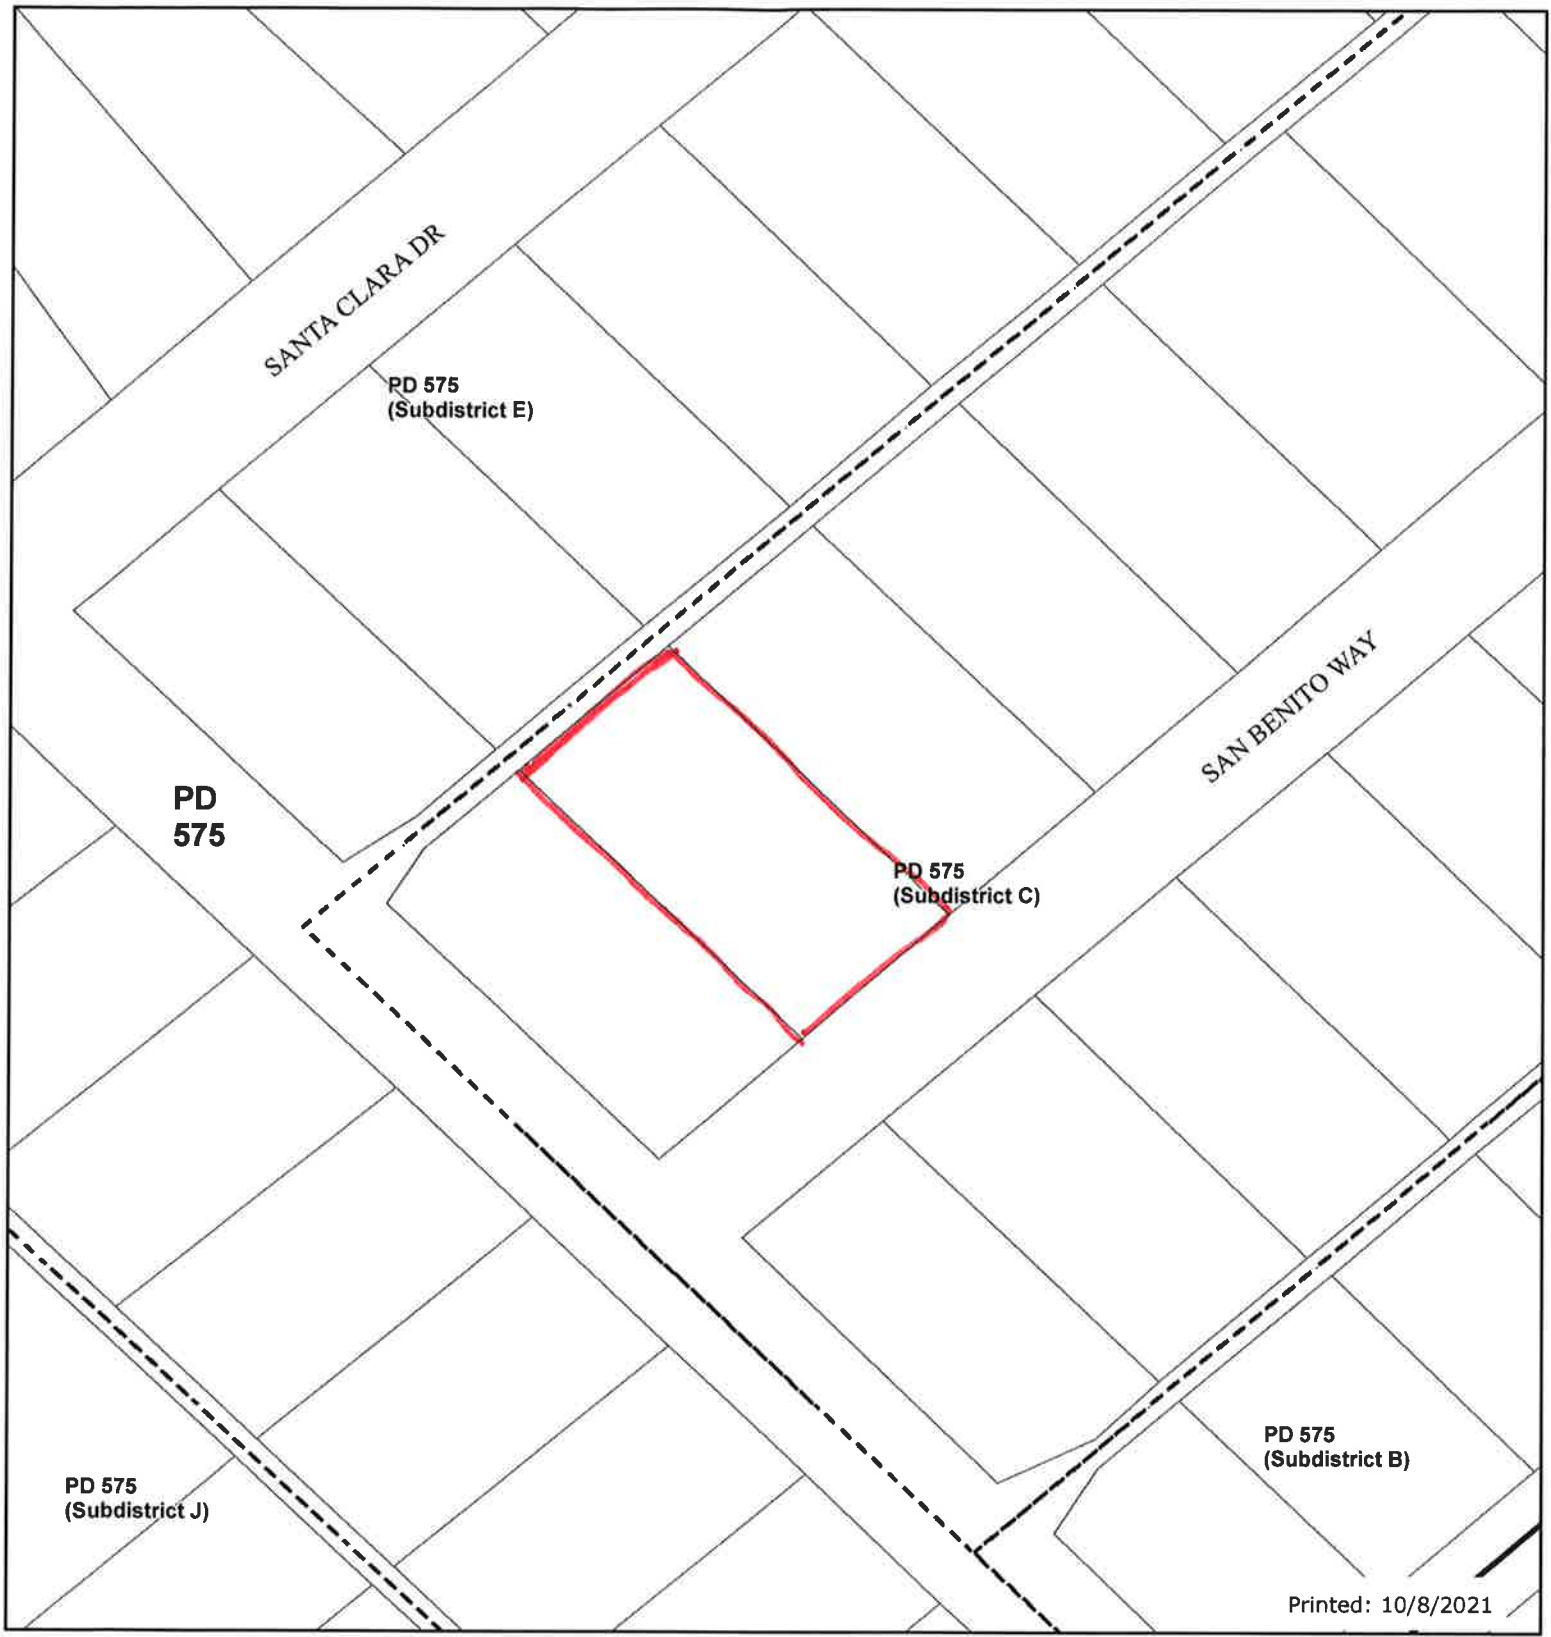 SANTA CLARA DR
PD 575
(Subdistrict E)
SAN BENITO WAY
PD
575
PD 575
(Subdistrict C)
PD 575
(Subdistrict B)
PD 575
(Subdistrict J)
Printed: 10/8/2021